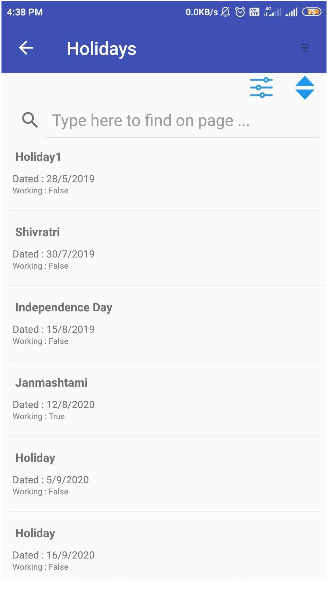 4:38 PM 0.0KB/s 75
Holidays
Type here to find on page ...
Holiday1
Dated : 28/5/2019
Working : False
Shivratri
Dated : 30/7/2019
Working : False
Independence Day
Dated : 15/8/2019
Working : False
Janmashtami
Dated : 12/8/2020
Working : True
Holiday
Dated : 5/9/2020
Working : False
Holiday
Dated : 16/9/2020
Working : False